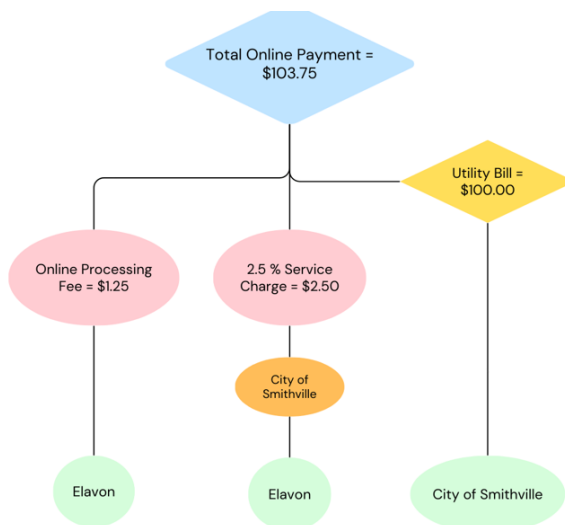 Total Online Payment =
$103.75
Utility Bill =
$100.00
Online Processing
Fee = $1.25
2.5 % Service
Charge = $2.50
City of
Smithville
Elavon
Elavon
City of Smithville